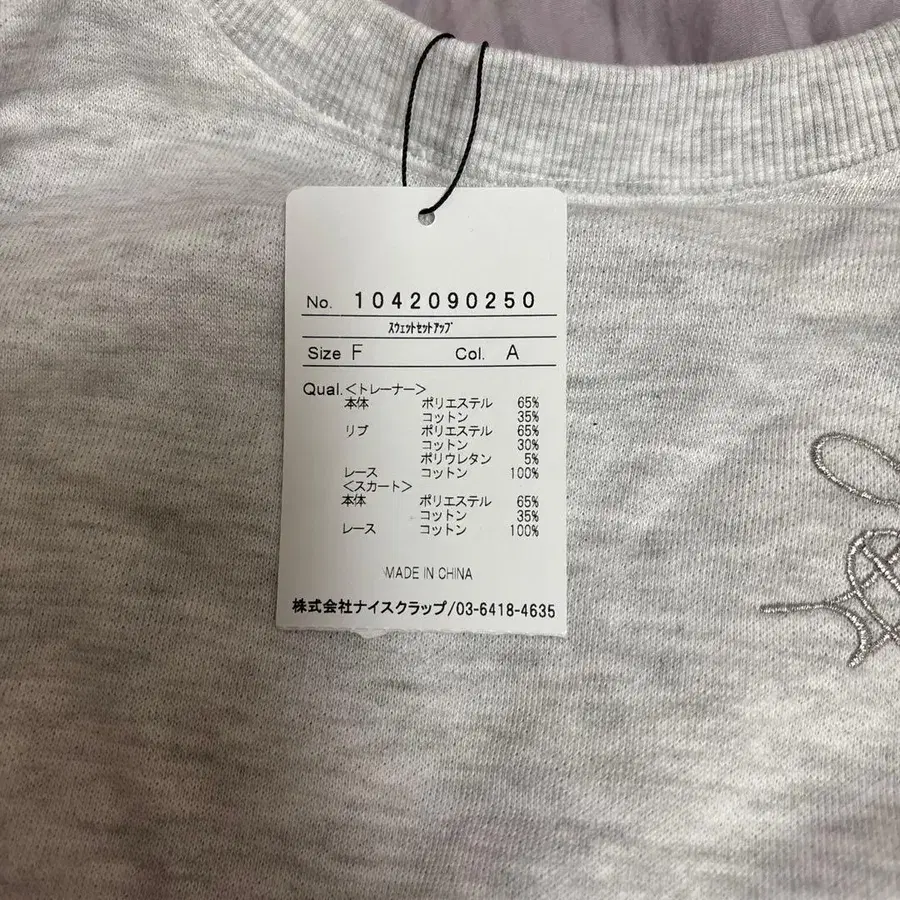 No. 1042090250
ｽｳｪｯﾄｾｯﾄｱｯﾌﾟ
Size F Col. A
Qual.<トレーナー>
本体 ポリエステル 65%
コットン 35%
リブ ポリエステル 65%
コットン 30%
ポリウレタン 5%
レース コットン 100%
<スカート>
本体 ポリエステル 65%
コットン 35%
レース コットン 100%
MADE IN CHINA
株式会社ナイスクラップ/03-6418-4635